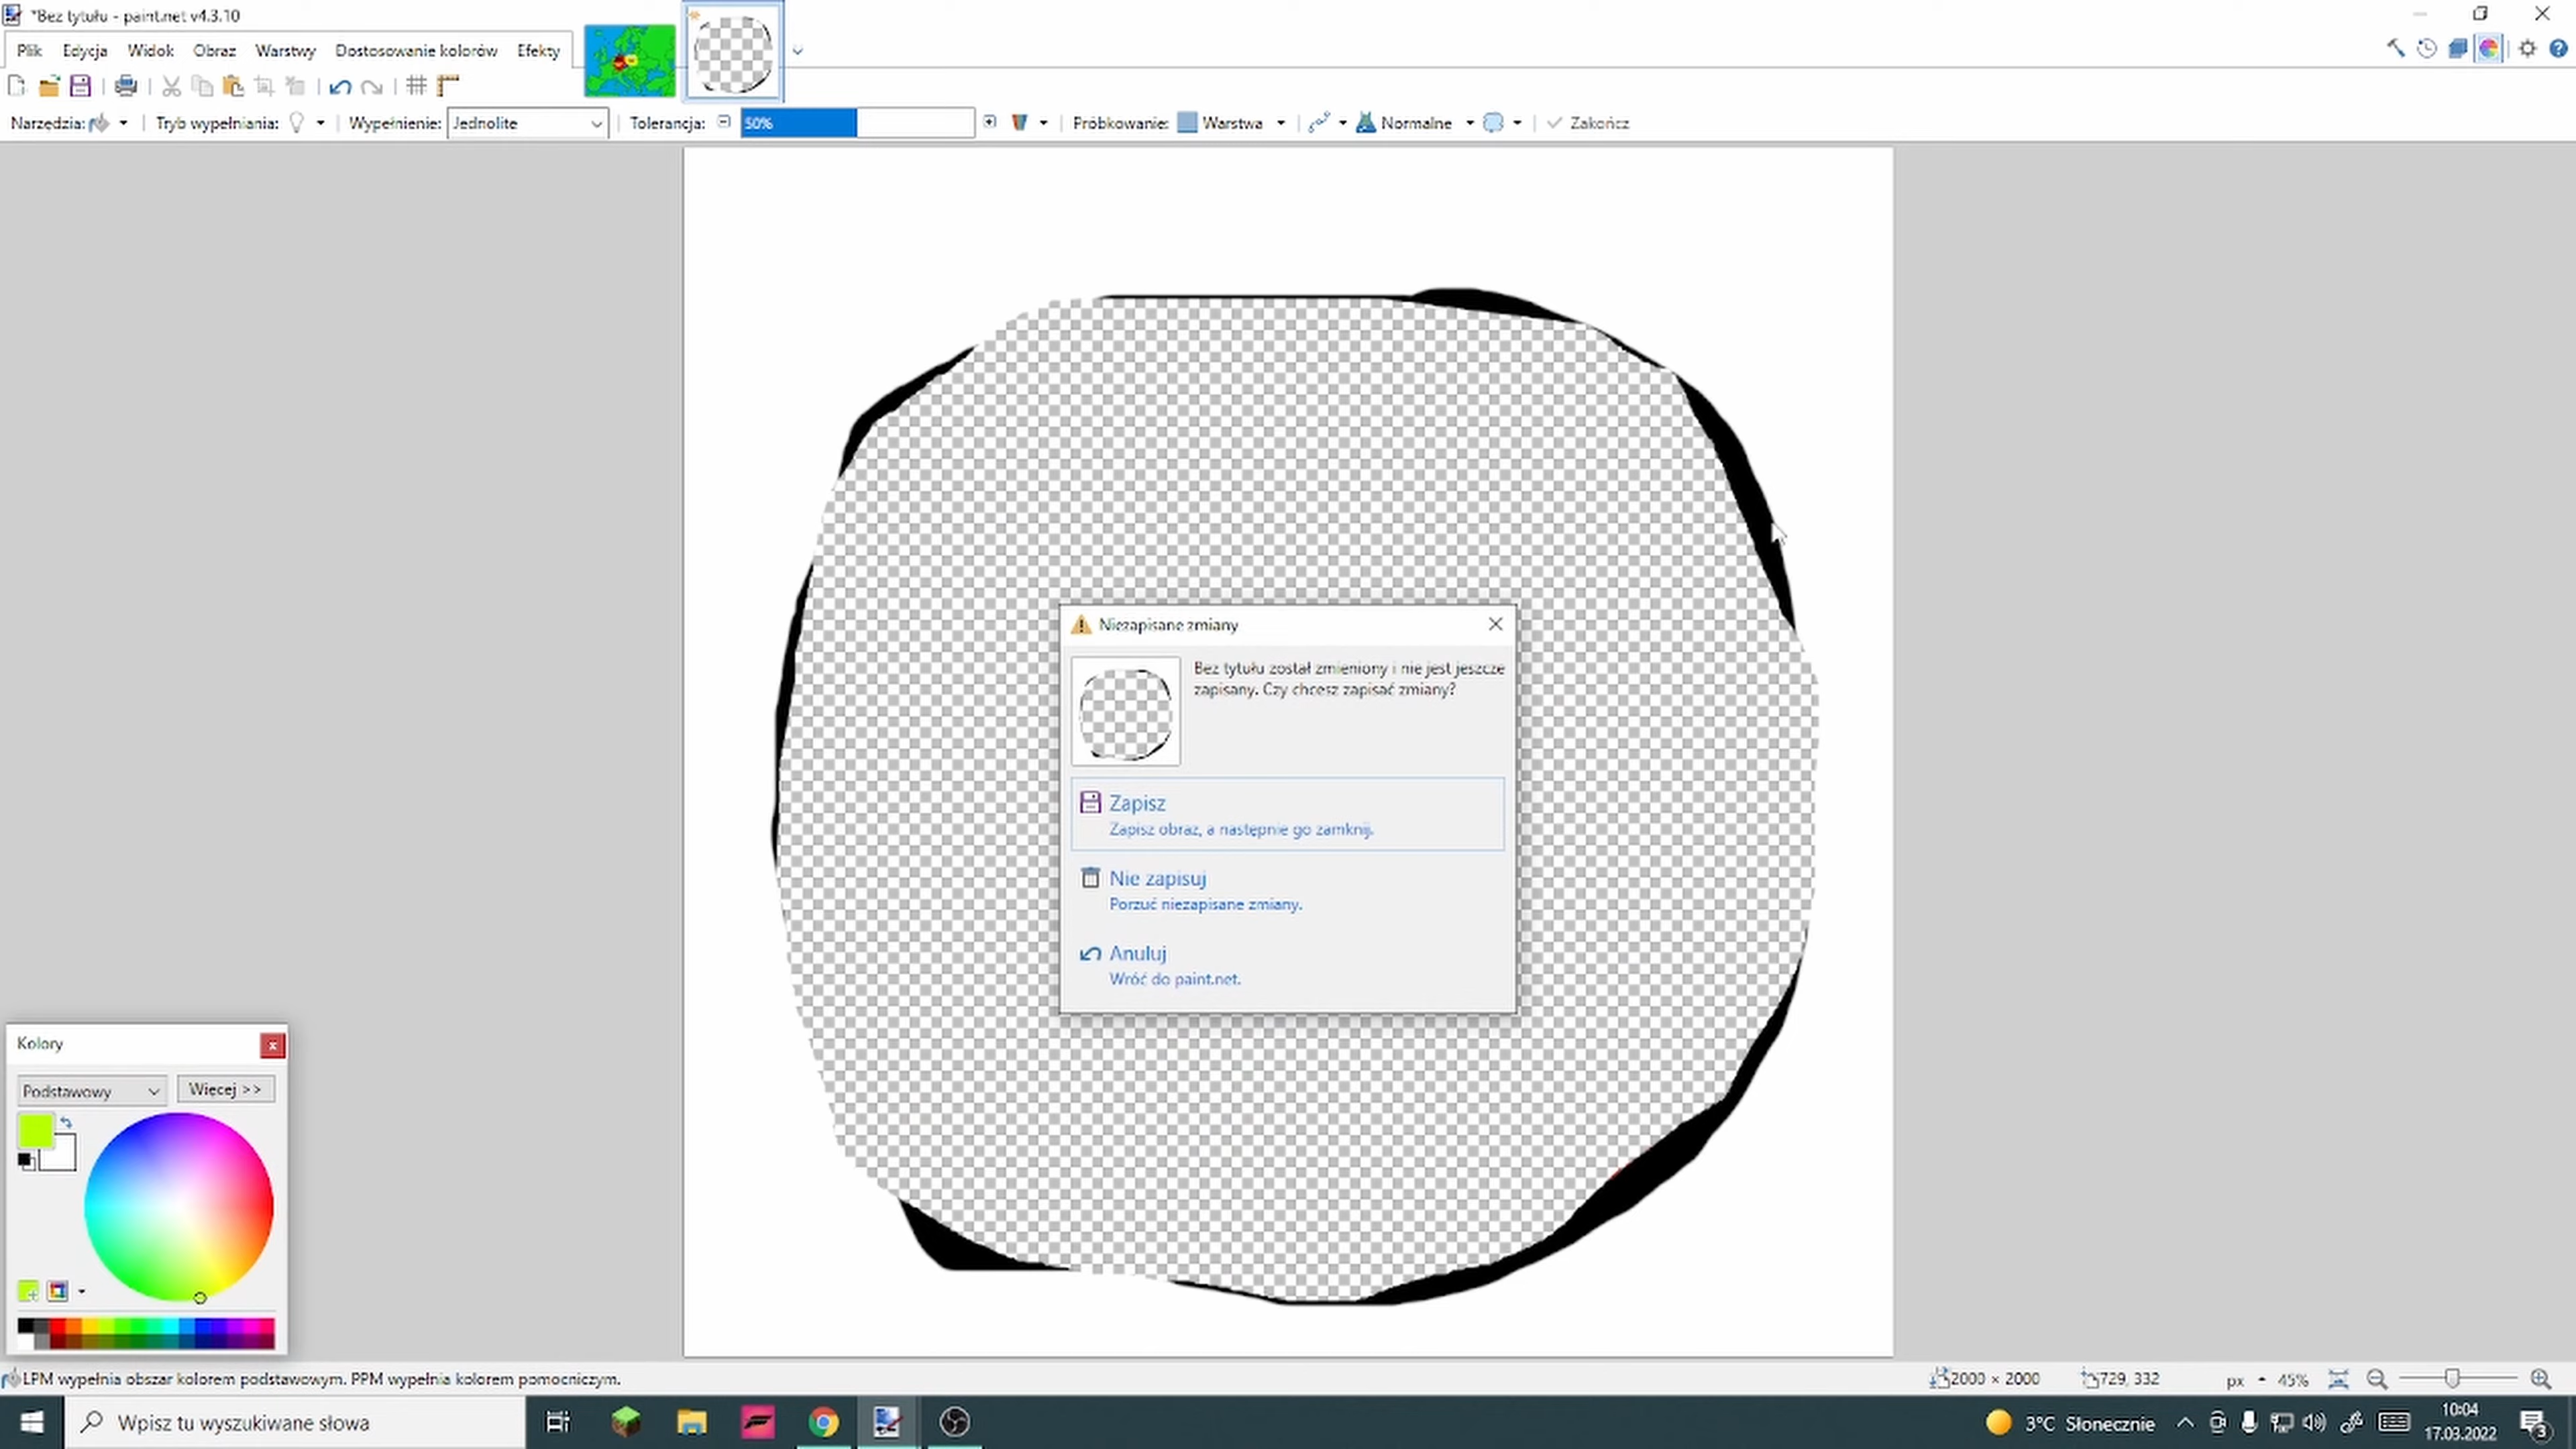 *Bez tytułu - paint.net v4.3.10
Plik Edycja Widok Obraz Warstwy Dostosowanie kolorów Efekty
Narzędzia: Tryb wypełniania: Wypełnienie: Jednolite Tolerancja: 50% Próbkowanie: Warstwa Normalne Zakończ
Niezapisane zmiany
Bez tytułu został zmieniony i nie jest jeszcze
zapisany. Czy chcesz zapisać zmiany?
Zapisz
Zapisz obraz, a następnie go zamknij.
Nie zapisuj
Porzuć niezapisane zmiany.
Anuluj
Wróć do paint.net.
Kolory
Podstawowy Więcej >>
LPM wypełnia obszar kolorem podstawowym. PPM wypełnia kolorem pomocniczym.
2000 × 2000 729, 332 px 45%
Wpisz tu wyszukiwane słowa
3°C Słonecznie
10:04
17.03.2022
3